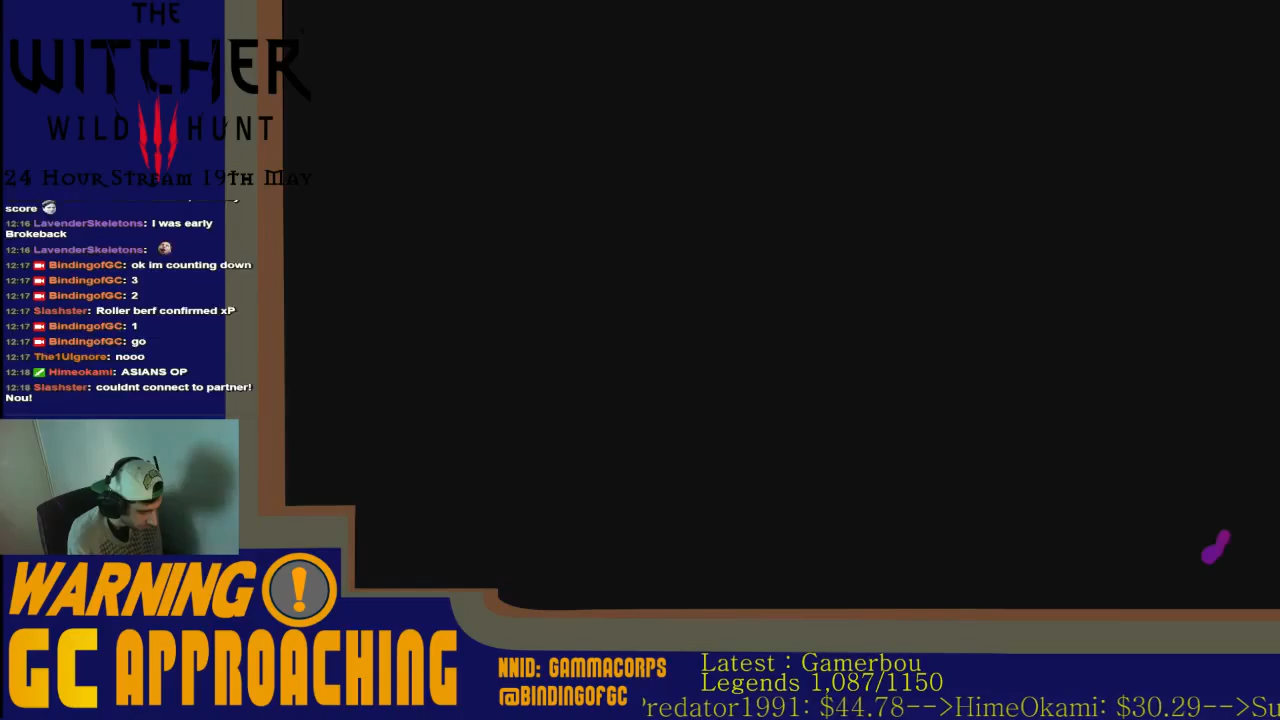 THE
WITCHER
WILD HUNT
24 Hour Stream 19th May
score
12:16 LavenderSkeletons: I was early
Brokeback
12:16 LavenderSkeletons:
12:17 BindingofGC: ok im counting down
12:17 BindingofGC: 3
12:17 BindingofGC: 2
12:17 Slashster: Roller berf confirmed xP
12:17 BindingofGC: 1
12:17 BindingofGC: go
12:17 The1UIgnore: nooo
12:18 Himeokami: ASIANS OP
12:18 Slashster: couldnt connect to partner!
Nou!
WARNING !
GC APPROACHING
NNID: GAMMACORPS
@BINDINGOFGC
Latest : Gamerbou
Legends 1,087/1150
redator1991: $44.78-->HimeOkami: $30.29-->Su